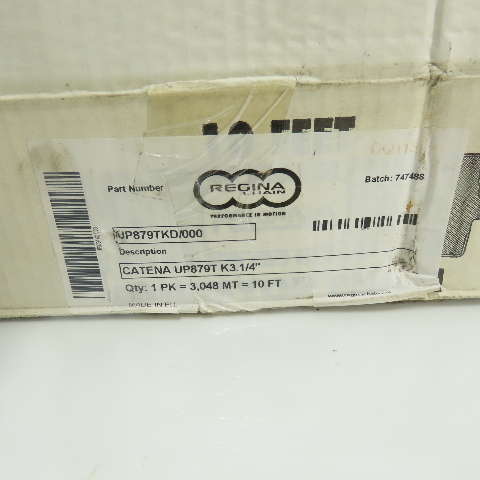 10 FEET
Part Number
REGINA
CHAIN
PERFORMANCE IN MOTION
Batch: 747488
UP879TKD/000
Description
CATENA UP879T K3.1/4"
Qty: 1 PK = 3,048 MT = 10 FT
MADE IN EU